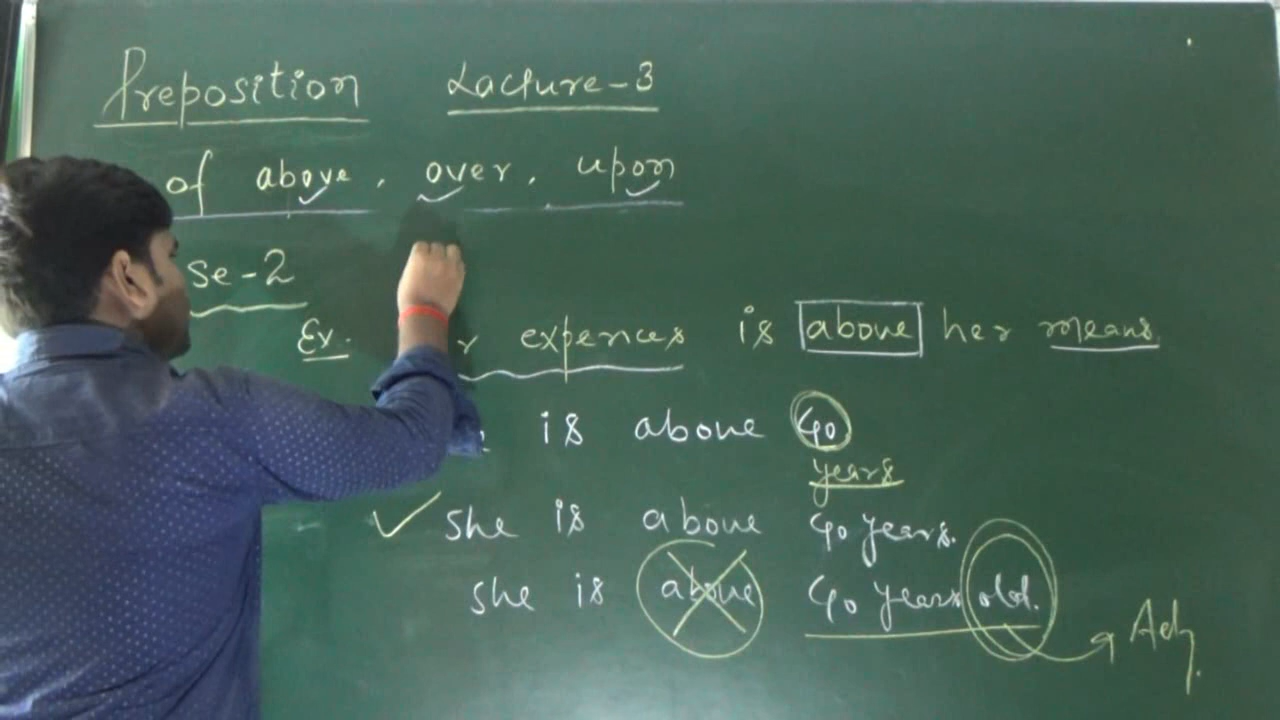 Preposition Lacture-3
of above, over, upon
se-2
Ex. r expences is above her means.
is above 40
years
she is above 40 years.
she is above 40 years old.
Adj.